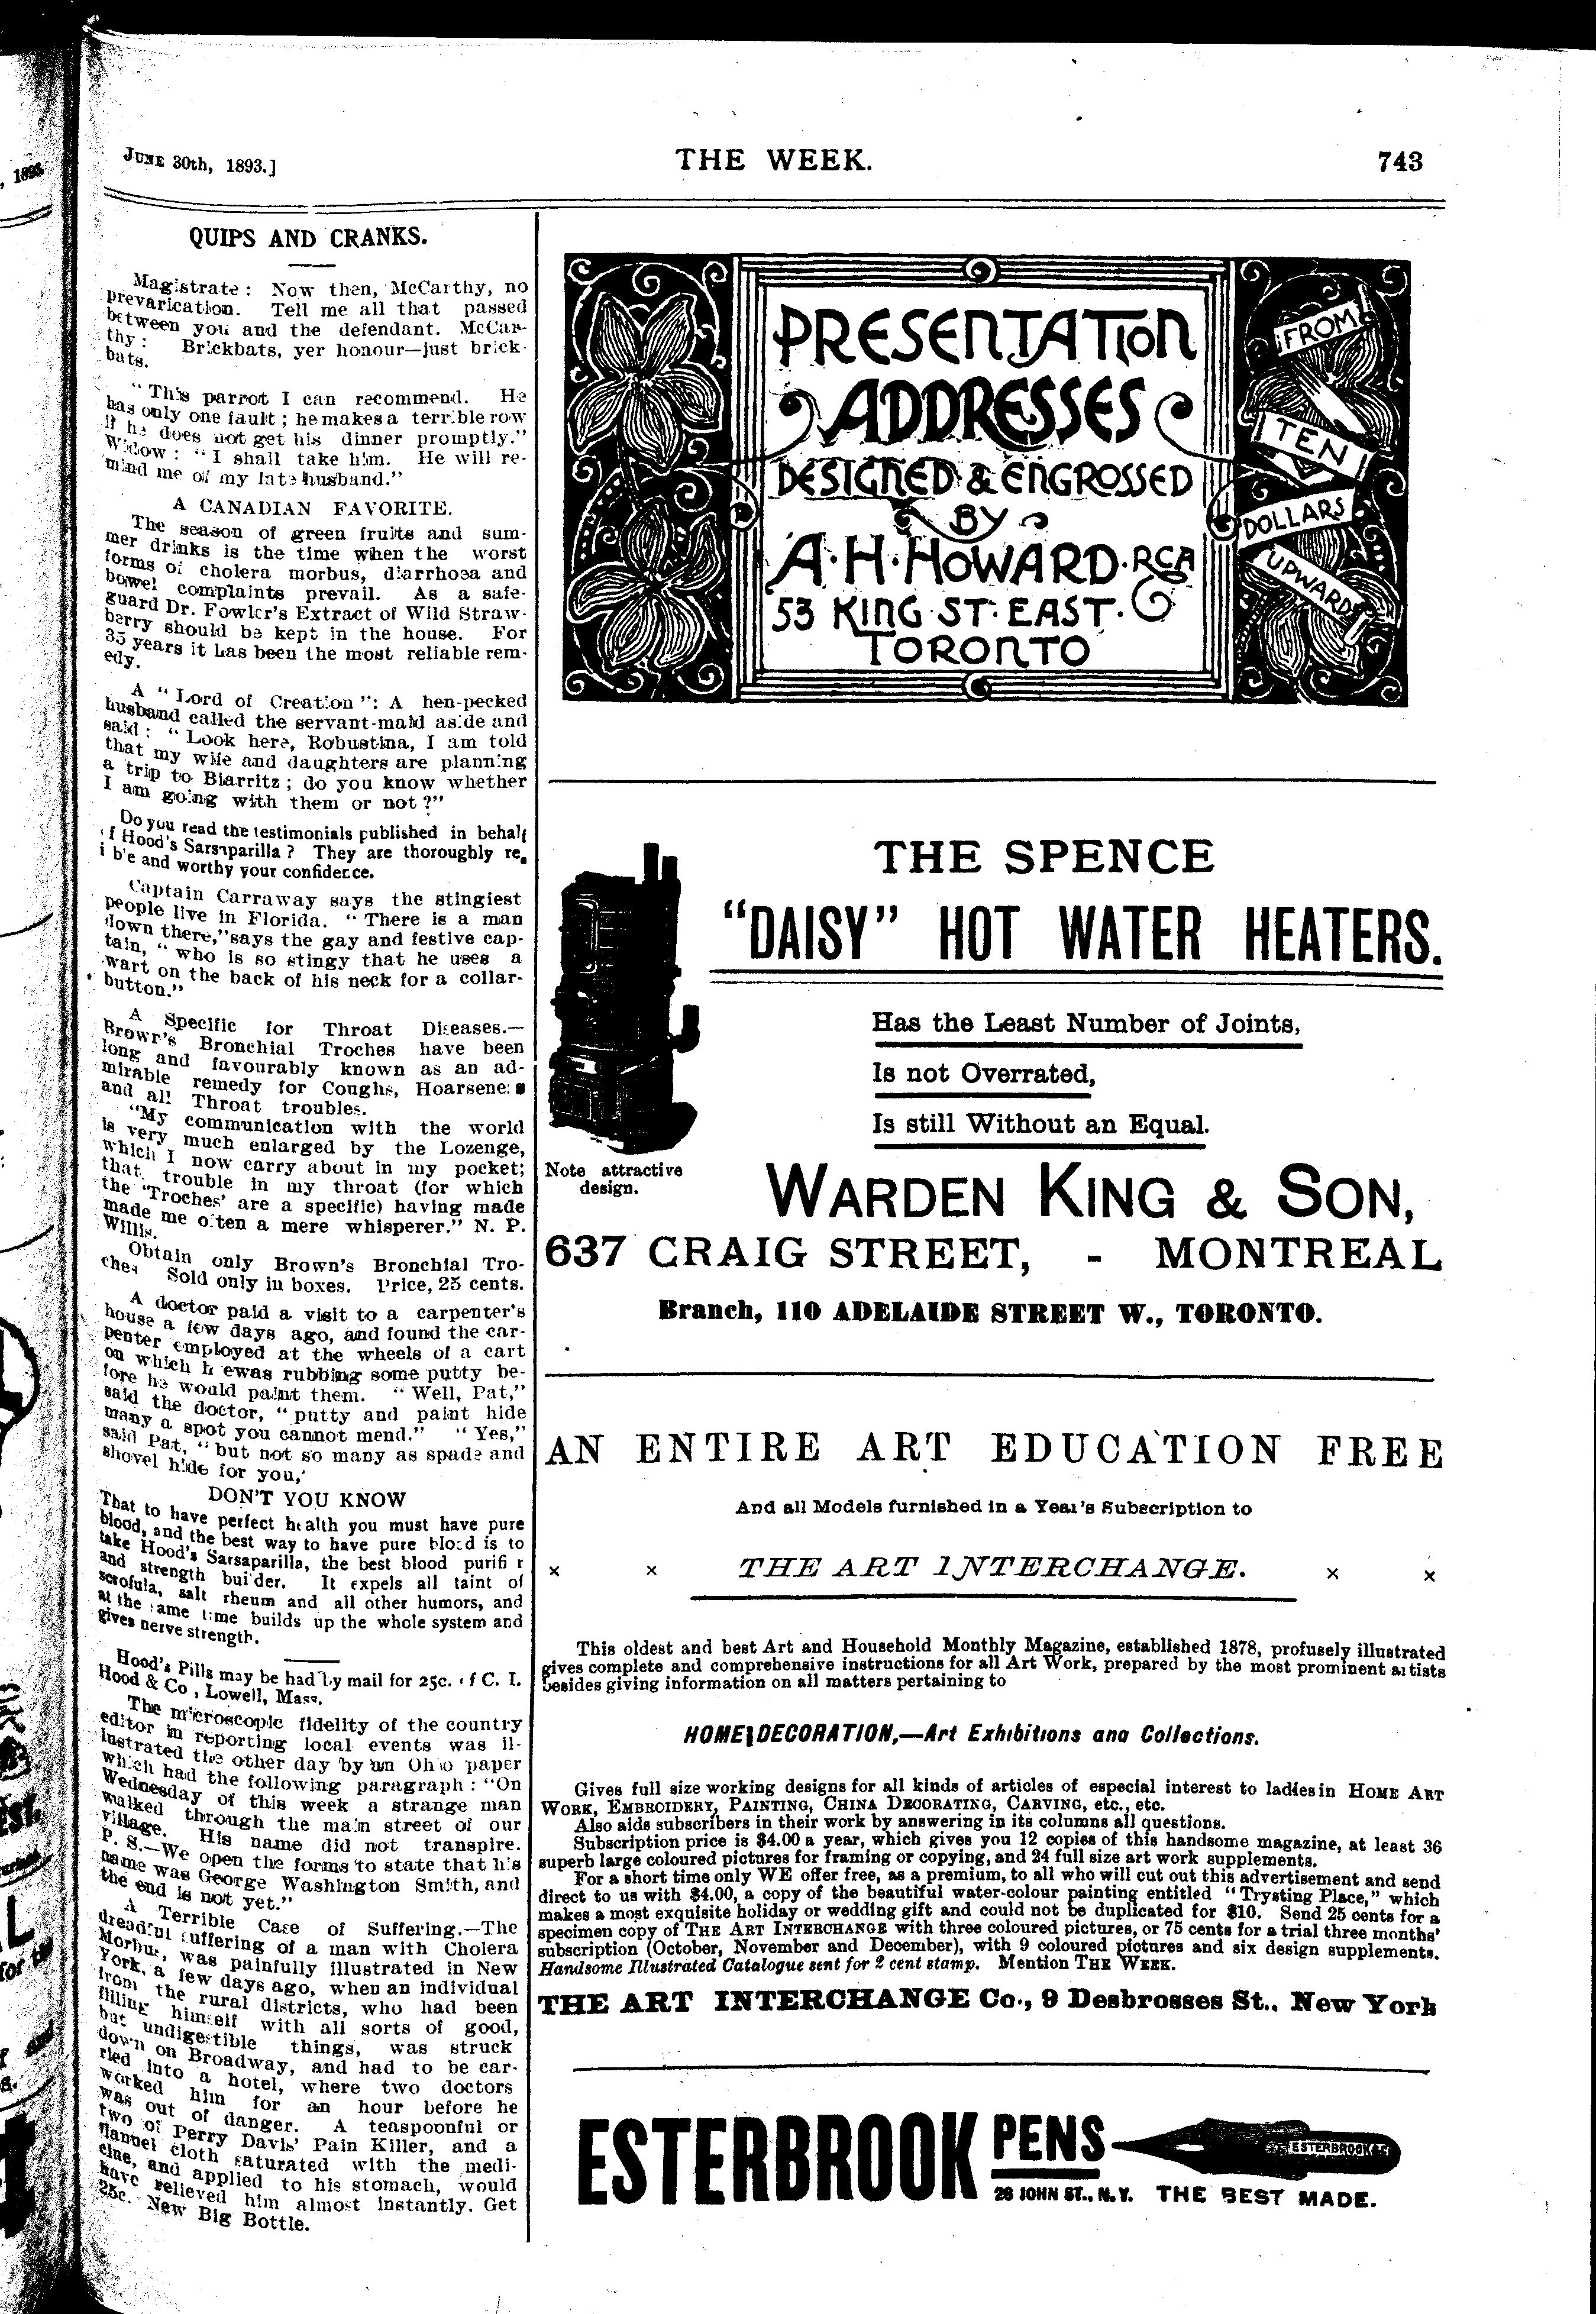 JUNE 30th, 1893.]
THE WEEK.
743
QUIPS AND CRANKS.
Magistrate: Now then, McCarthy, no
prevarication. Tell me all that passed
between you and the defendant. McCar-
thy: Brickbats, yer honour—just brick-
bats.
"This parrot I can recommend. He
has only one fault; he makes a terrible row
if he does not get his dinner promptly."
Widow: "I shall take him. He will re-
mind me of my late husband."
A CANADIAN FAVORITE.
The season of green fruits and sum-
mer drinks is the time when the worst
forms of cholera morbus, diarrhoea and
bowel complaints prevail. As a safe-
guard Dr. Fowler's Extract of Wild Straw-
berry should be kept in the house. For
35 years it has been the most reliable rem-
edy.
A "Lord of Creation": A hen-pecked
husband called the servant-maid aside and
said: "Look here, Robustina, I am told
that my wife and daughters are planning
a trip to Biarritz; do you know whether
I am going with them or not?"
Do you read the testimonials published in behalf
of Hood's Sarsaparilla? They are thoroughly re.
i b'e and worthy your confidence.
Captain Carraway says the stingiest
people live in Florida. "There is a man
down there," says the gay and festive cap-
tain, "who is so stingy that he uses a
wart on the back of his neck for a collar-
button."
A Specific for Throat Diseases.—
Brown's Bronchial Troches have been
long and favourably known as an ad-
mirable remedy for Coughs, Hoarseness
and all Throat troubles.
"My communication with the world
is very much enlarged by the Lozenge,
which I now carry about in my pocket;
that trouble in my throat (for which
the 'Troches' are a specific) having made
made me often a mere whisperer." N. P.
Willis.
Obtain only Brown's Bronchial Tro-
ches Sold only in boxes. Price, 25 cents.
A doctor paid a visit to a carpenter's
house a few days ago, and found the car-
penter employed at the wheels of a cart
on which h ewas rubbing some putty be-
fore he would paint them. "Well, Pat,"
said the doctor, "putty and paint hide
many a spot you cannot mend." "Yes,"
said Pat, "but not so many as spade and
shovel hide for you,'
DON'T YOU KNOW
That to have perfect health you must have pure
blood, and the best way to have pure blood is to
take Hood's Sarsaparilla, the best blood purifi r
and strength bui'der. It expels all taint of
scrofula, salt rheum and all other humors, and
at the same time builds up the whole system and
gives nerve strength.
Hood's Pills may be had by mail for 25c. of C. I.
Hood & Co, Lowell, Mass.
The microscopic fidelity of the country
editor in reporting local events was il-
lustrated the other day by an Ohio paper
which had the following paragraph: "On
Wednesday of this week a strange man
walked through the main street of our
village. His name did not transpire.
P. S.—We open the forms to state that his
name was George Washington Smith, and
the end is not yet."
A Terrible Case of Suffering.—The
dreadful suffering of a man with Cholera
Morbus, was painfully illustrated in New
York, a few days ago, when an individual
from the rural districts, who had been
filling himself with all sorts of good,
but undigestible things, was struck
down on Broadway, and had to be car-
ried into a hotel, where two doctors
worked him for an hour before he
was out of danger. A teaspoonful or
two of Perry Davis' Pain Killer, and a
flannel cloth saturated with the medi-
cine, and applied to his stomach, would
have relieved him almost instantly. Get
25c. New Big Bottle.
PRESENTATION
ADDRESSES
DESIGNED & ENGROSSED
BY
A. H. HOWARD. RCA
53 KING ST. EAST.
TORONTO
FROM
TEN
DOLLARS
UPWARDS
THE SPENCE
"DAISY" HOT WATER HEATERS.
Has the Least Number of Joints,
Is not Overrated,
Is still Without an Equal.
Note attractive
design.
WARDEN KING & SON,
637 CRAIG STREET, - MONTREAL
Branch, 110 ADELAIDE STREET W., TORONTO.
AN ENTIRE ART EDUCATION FREE
And all Models furnished in a Year's Subscription to
× × THE ART INTERCHANGE. × ×
This oldest and best Art and Household Monthly Magazine, established 1878, profusely illustrated
gives complete and comprehensive instructions for all Art Work, prepared by the most prominent artists
besides giving information on all matters pertaining to
HOME DECORATION,—Art Exhibitions and Collections.
Gives full size working designs for all kinds of articles of especial interest to ladies in HOME ART
WORK, EMBROIDERY, PAINTING, CHINA DECORATING, CARVING, etc., etc.
Also aids subscribers in their work by answering in its columns all questions.
Subscription price is $4.00 a year, which gives you 12 copies of this handsome magazine, at least 36
superb large coloured pictures for framing or copying, and 24 full size art work supplements.
For a short time only WE offer free, as a premium, to all who will cut out this advertisement and send
direct to us with $4.00, a copy of the beautiful water-colour painting entitled "Trysting Place," which
makes a most exquisite holiday or wedding gift and could not be duplicated for $10. Send 25 cents for a
specimen copy of THE ART INTERCHANGE with three coloured pictures, or 75 cents for a trial three months'
subscription (October, November and December), with 9 coloured pictures and six design supplements.
Handsome Illustrated Catalogue sent for 2 cent stamp. Mention THE WEEK.
THE ART INTERCHANGE Co., 9 Desbrosses St., New York
ESTERBROOK PENS
26 JOHN ST., N.Y. THE BEST MADE.
ESTERBROOK & Co